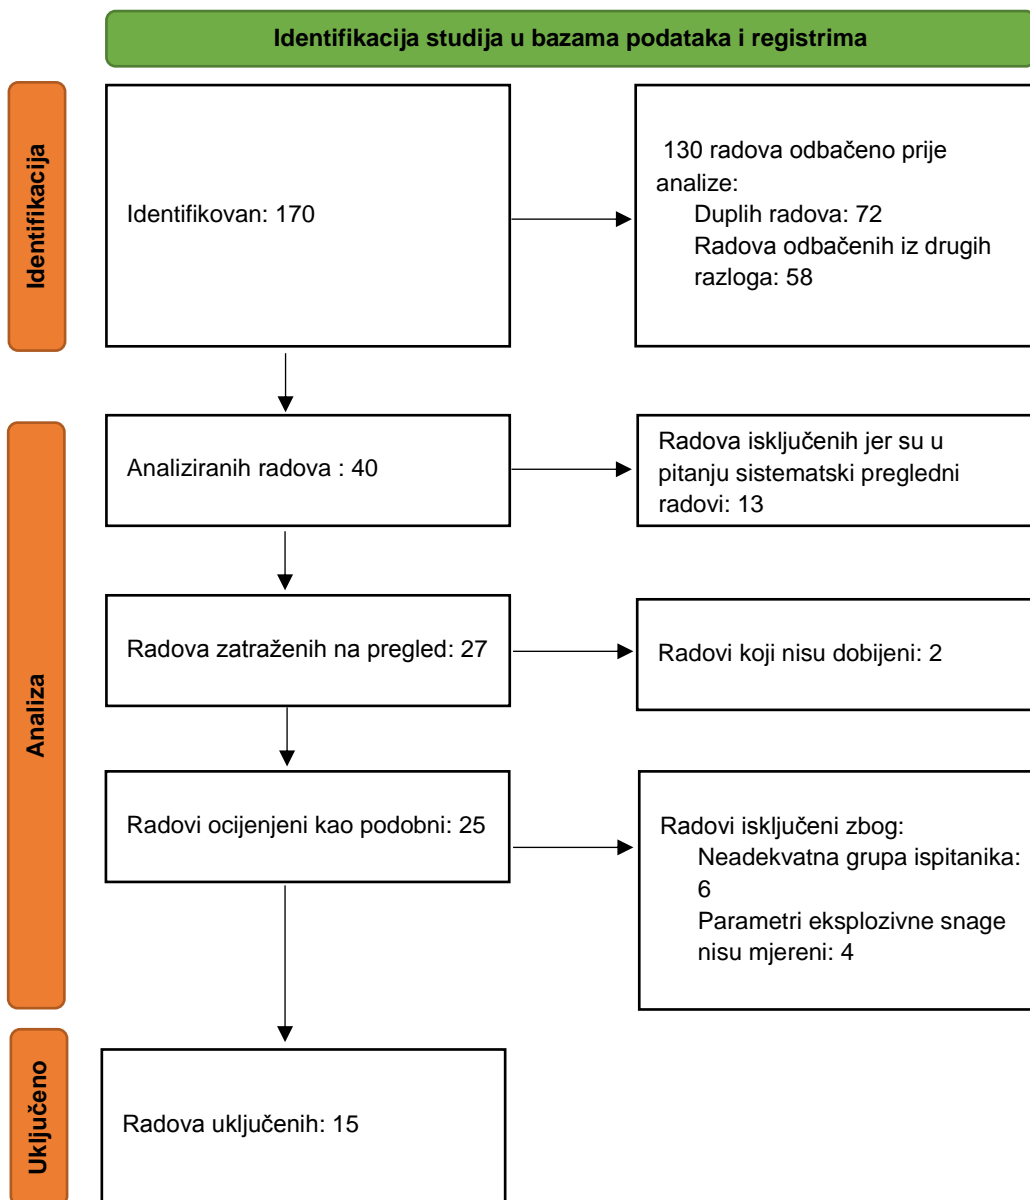 Identifikacija studija u bazama podataka i registrima
Identifikacija
Identifikovan: 170
130 radova odbačeno prije
analize:
Duplih radova: 72
Radova odbačenih iz drugih
razloga: 58
Analiza
Analiziranih radova : 40
Radova isključenih jer su u
pitanju sistematski pregledni
radovi: 13
Radova zatraženih na pregled: 27
Radovi koji nisu dobijeni: 2
Radovi ocijenjeni kao podobni: 25
Radovi isključeni zbog:
Neadekvatna grupa ispitanika:
6
Parametri eksplozivne snage
nisu mjereni: 4
Uključeno
Radova uključenih: 15